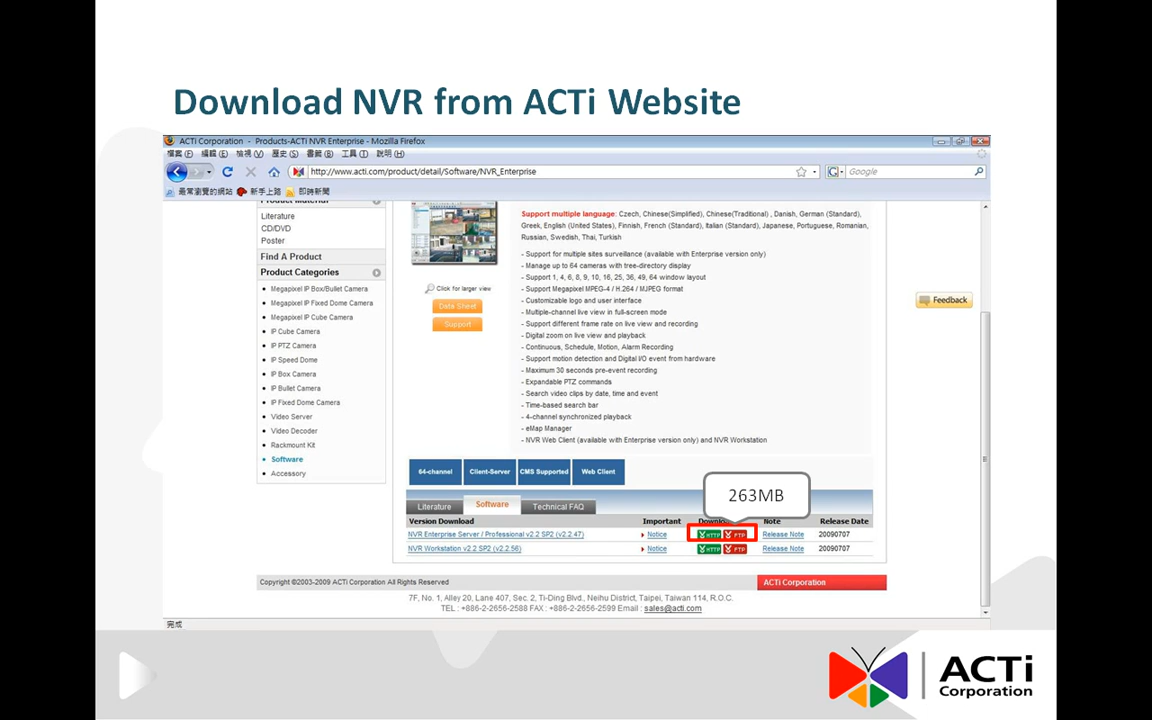 Download NVR from ACTi Website
ACTi Corporation - Products-ACTi NVR Enterprise - Mozilla Firefox
檔案(F) 編輯(E) 檢視(V) 歷史(S) 書籤(B) 工具(T) 說明(H)
http://www.acti.com/product/detail/Software/NVR_Enterprise
Google
最常瀏覽的網站 新手上路 即時新聞
Product Material
Literature
CD/DVD
Poster
Find A Product
Product Categories
Megapixel IP Box/Bullet Camera
Megapixel IP Fixed Dome Camera
Megapixel IP Cube Camera
IP Cube Camera
IP PTZ Camera
IP Speed Dome
IP Box Camera
IP Bullet Camera
IP Fixed Dome Camera
Video Server
Video Decoder
Rackmount Kit
Software
Accessory
Click for larger view
Data Sheet
Support
Support multiple language: Czech, Chinese(Simplified), Chinese(Traditional) , Danish, German (Standard),
Greek, English (United States), Finnish, French (Standard), Italian (Standard), Japanese, Portuguese, Romanian,
Russian, Swedish, Thai, Turkish
- Support for multiple sites surveillance (available with Enterprise version only)
- Manage up to 64 cameras with tree-directory display
- Support 1, 4, 6, 8, 9, 10, 16, 25, 36, 49, 64 window layout
- Support Megapixel MPEG-4 / H.264 / MJPEG format
- Customizable logo and user interface
- Multiple-channel live view in full-screen mode
- Support different frame rate on live view and recording
- Digital zoom on live view and playback
- Continuous, Schedule, Motion, Alarm Recording
- Support motion detection and Digital I/O event from hardware
- Maximum 30 seconds pre-event recording
- Expandable PTZ commands
- Search video clips by date, time and event
- Time-based search bar
- 4-channel synchronized playback
- eMap Manager
- NVR Web Client (available with Enterprise version only) and NVR Workstation
Feedback
64-channel Client-Server CMS Supported Web Client
263MB
Literature Software Technical FAQ
Version Download Important Download Note Release Date
NVR Enterprise Server / Professional v2.2 SP2 (v2.2.47) Notice HTTP FTP Release Note 20090707
NVR Workstation v2.2 SP2 (v2.2.56) Notice HTTP FTP Release Note 20090707
Copyright ©2003-2009 ACTi Corporation All Rights Reserved ACTi Corporation
7F, No. 1, Alley 20, Lane 407, Sec. 2, Ti-Ding Blvd., Neihu District, Taipei, Taiwan 114, R.O.C.
TEL : +886-2-2656-2588 FAX : +886-2-2656-2599 Email : sales@acti.com
完成
ACTi
Corporation